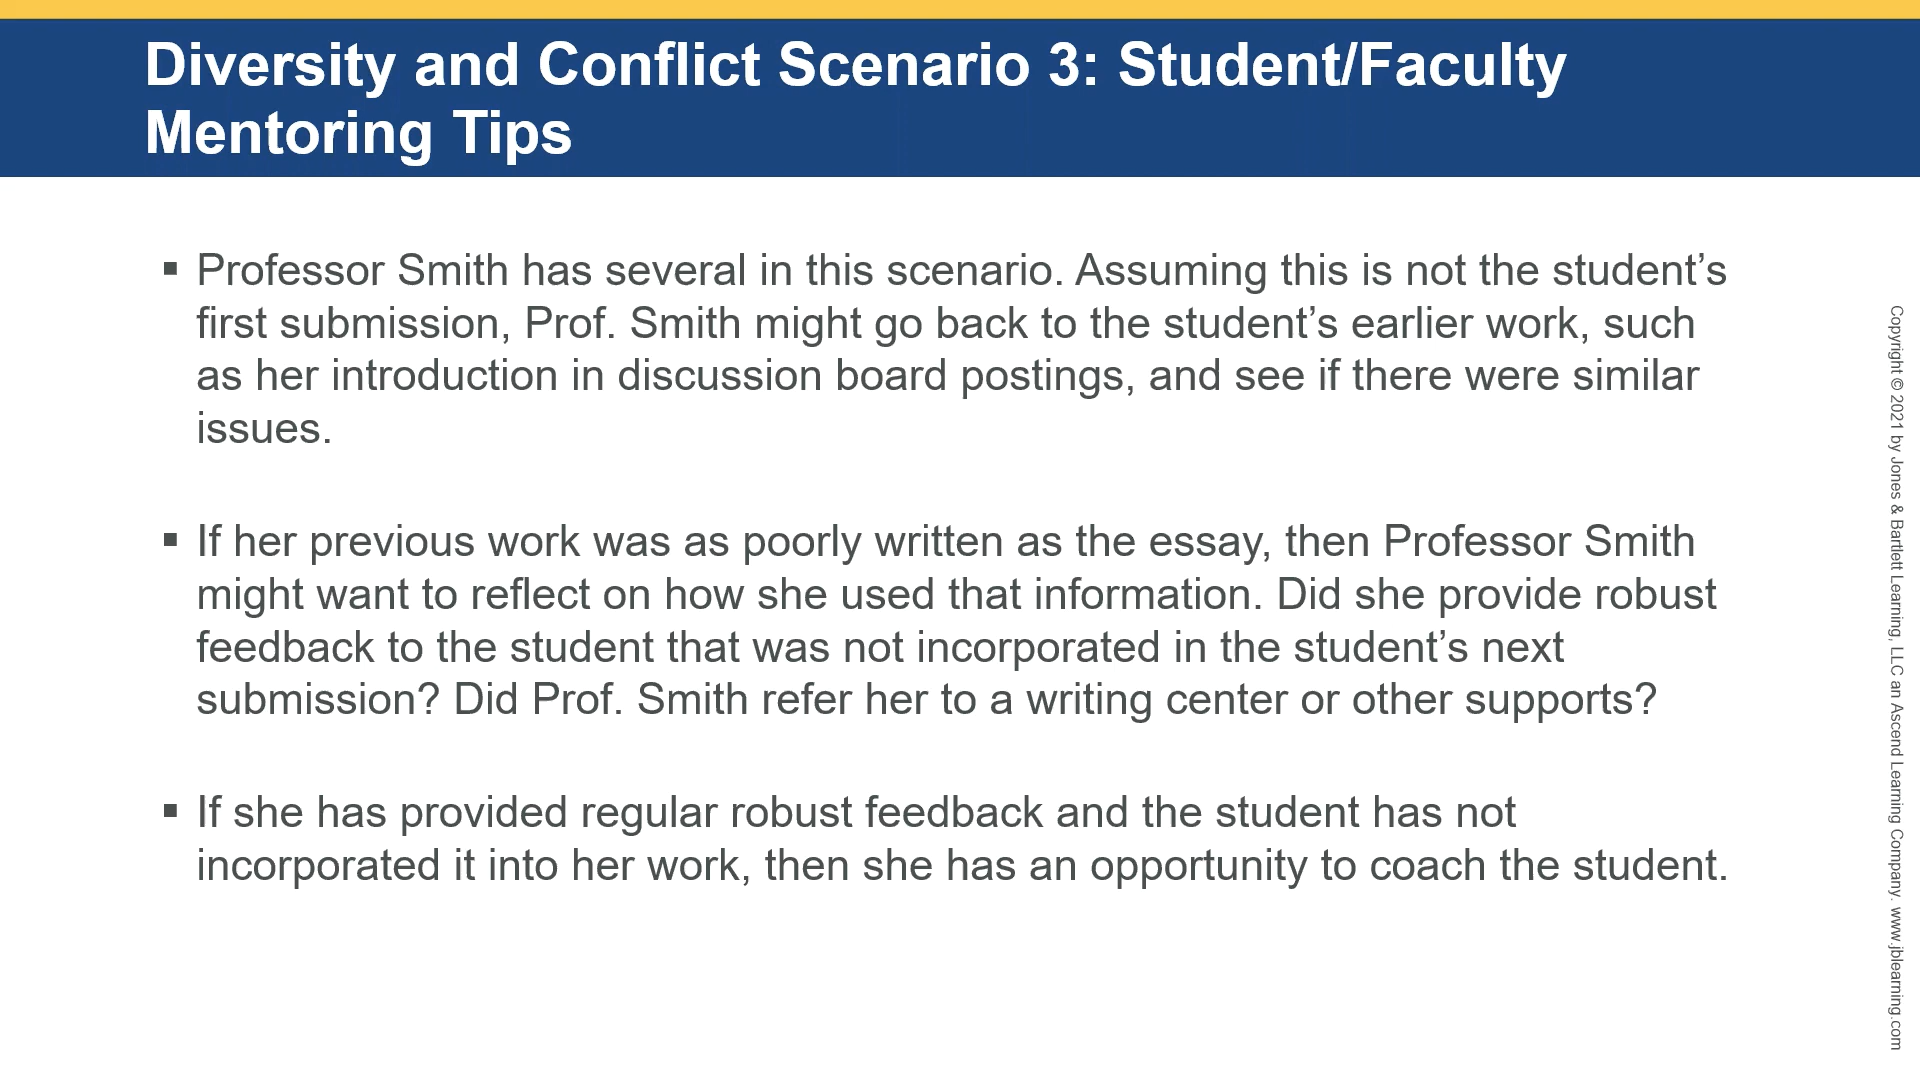 Diversity and Conflict Scenario 3: Student/Faculty
Mentoring Tips
▪ Professor Smith has several in this scenario. Assuming this is not the student’s
first submission, Prof. Smith might go back to the student’s earlier work, such
as her introduction in discussion board postings, and see if there were similar
issues.
▪ If her previous work was as poorly written as the essay, then Professor Smith
might want to reflect on how she used that information. Did she provide robust
feedback to the student that was not incorporated in the student’s next
submission? Did Prof. Smith refer her to a writing center or other supports?
▪ If she has provided regular robust feedback and the student has not
incorporated it into her work, then she has an opportunity to coach the student.
Copyright © 2021 by Jones & Bartlett Learning, LLC an Ascend Learning Company. www.jblearning.com